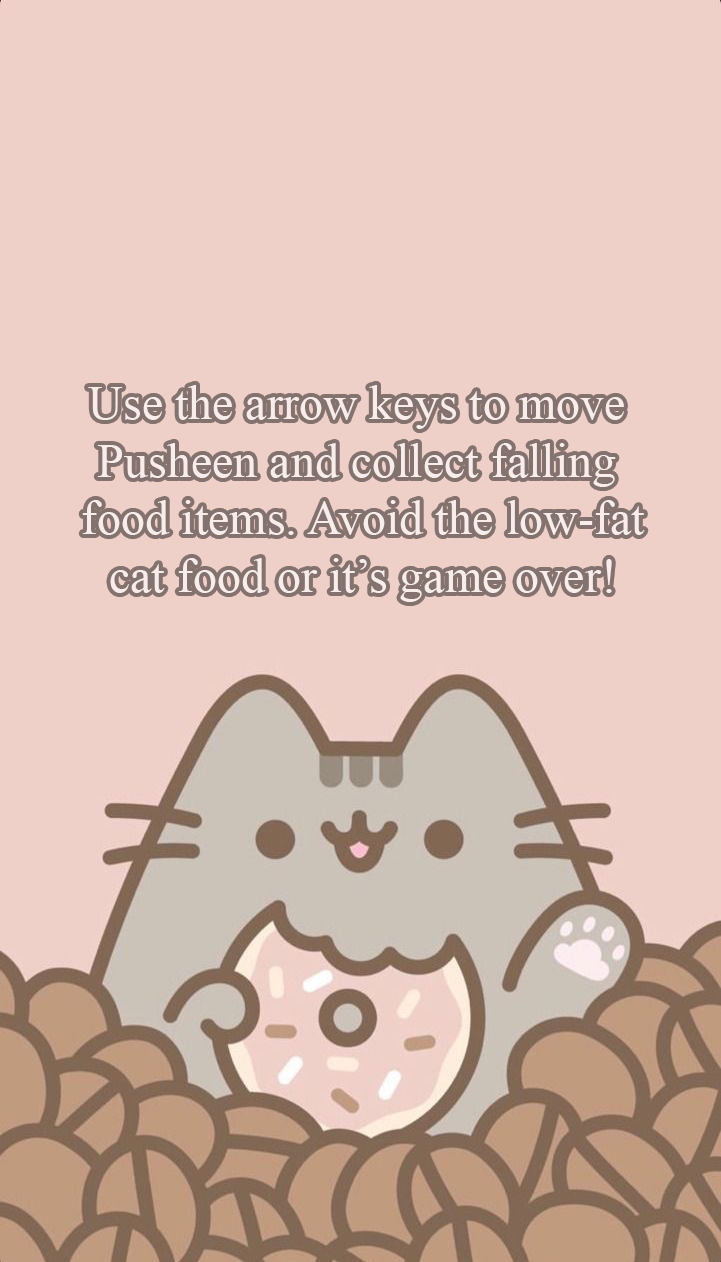 Use the arrow keys to move
Pusheen and collect falling
food items. Avoid the low-fat
cat food or it’s game over!